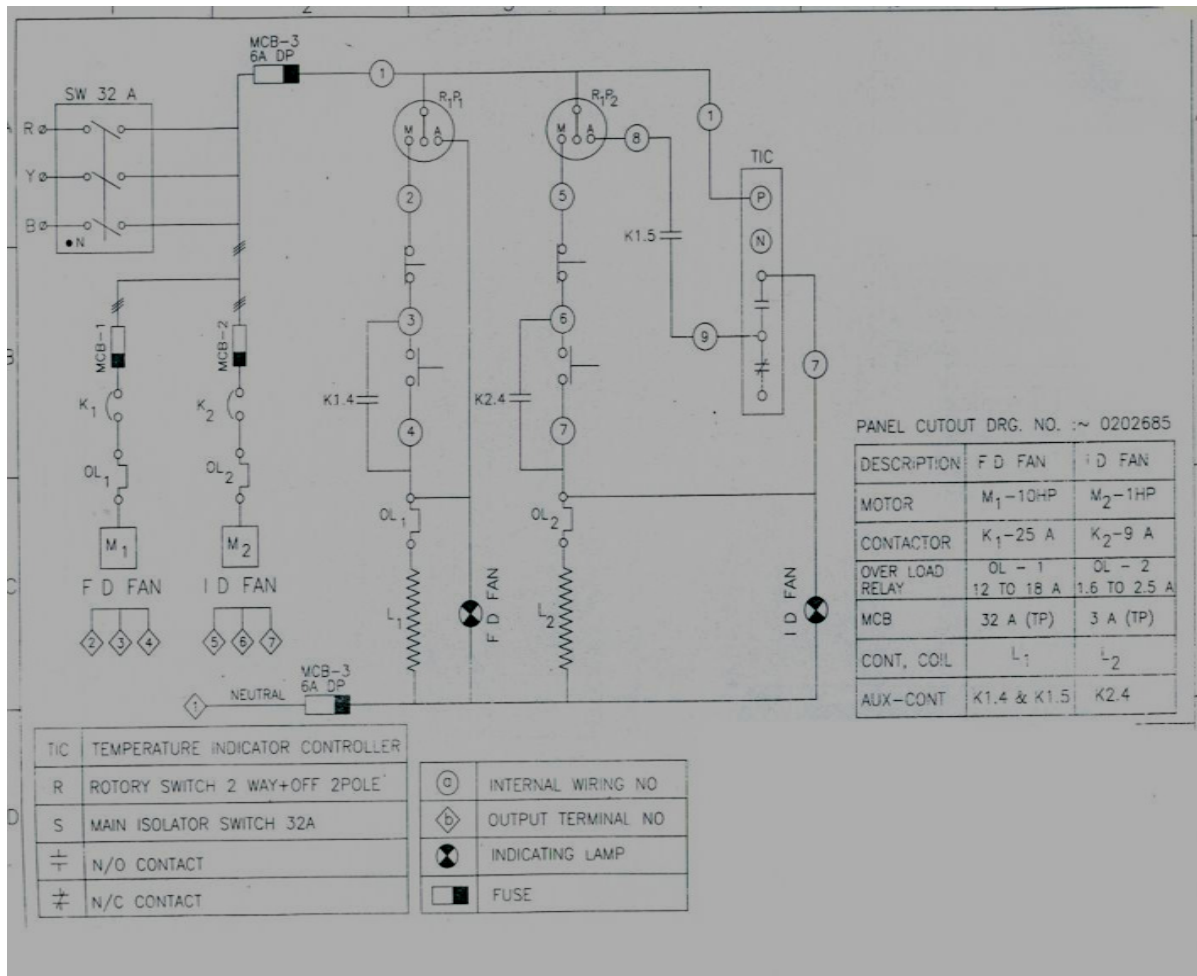 1 2 3
MCB-3
6A DP
SW 32 A
R
Y
B
N
1
R1P1
M A
R1P2
M A
8
1
TIC
P
N
2
5
K1.5
3
6
9
7
MCB-1
MCB-2
K1
K2
K1.4
K2.4
4
7
OL1
OL2
OL1
OL2
M1
M2
F D FAN
I D FAN
2 3 4
5 6 7
L1
F D FAN
L2
I D FAN
MCB-3
6A DP
1 NEUTRAL
PANEL CUTOUT DRG. NO. :~ 0202685
DESCRIPTION F D FAN I D FAN
MOTOR M1-10HP M2-1HP
CONTACTOR K1-25 A K2-9 A
OVER LOAD RELAY OL - 1 12 TO 18 A OL - 2 1.6 TO 2.5 A
MCB 32 A (TP) 3 A (TP)
CONT, COIL L1 L2
AUX-CONT K1.4 & K1.5 K2.4
TIC TEMPERATURE INDICATOR CONTROLLER
R ROTORY SWITCH 2 WAY+OFF 2POLE
S MAIN ISOLATOR SWITCH 32A
N/O CONTACT
N/C CONTACT
a INTERNAL WIRING NO
b OUTPUT TERMINAL NO
INDICATING LAMP
FUSE